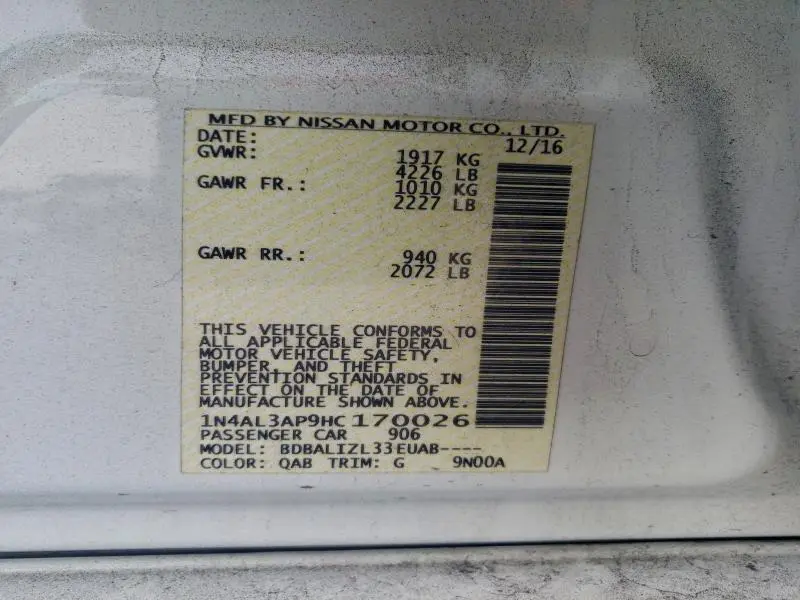 MFD BY NISSAN MOTOR CO., LTD.
DATE: 12/16
GVWR: 1917 KG
4226 LB
GAWR FR.: 1010 KG
2227 LB
GAWR RR.: 940 KG
2072 LB
THIS VEHICLE CONFORMS TO
ALL APPLICABLE FEDERAL
MOTOR VEHICLE SAFETY,
BUMPER, AND THEFT
PREVENTION STANDARDS IN
EFFECT ON THE DATE OF
MANUFACTURE SHOWN ABOVE.
1N4AL3AP9HC170026
PASSENGER CAR 906
MODEL: BDBALIZL33EUAB----
COLOR: QAB TRIM: G 9N00A